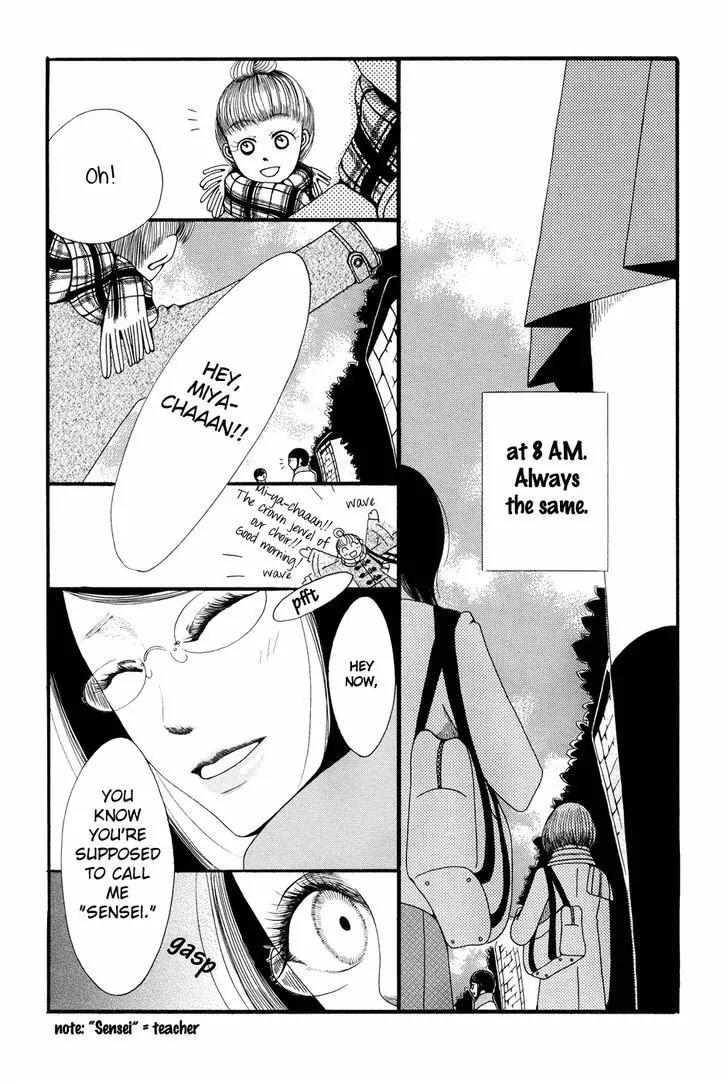 at 8 AM.
Always
the same.
Oh!
HEY,
MIYA-
CHAAAN!!
Mi-ya-chaaan!!
The crown jewel of
our choir!!
Good morning!
wave
wave
pfft
HEY
NOW,
YOU
KNOW
YOU'RE
SUPPOSED
TO CALL
ME
"SENSEI."
gasp
note: "Sensei" = teacher